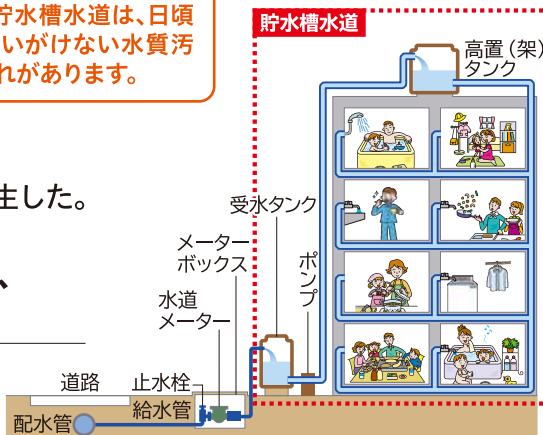 貯水槽水道は、日頃
いがけない水質汚
れがあります。
生した。
、
貯水槽水道
高置（架）
タンク
受水タンク
メーター
ボックス
ポンプ
水道
メーター
道路
止水栓
給水管
配水管